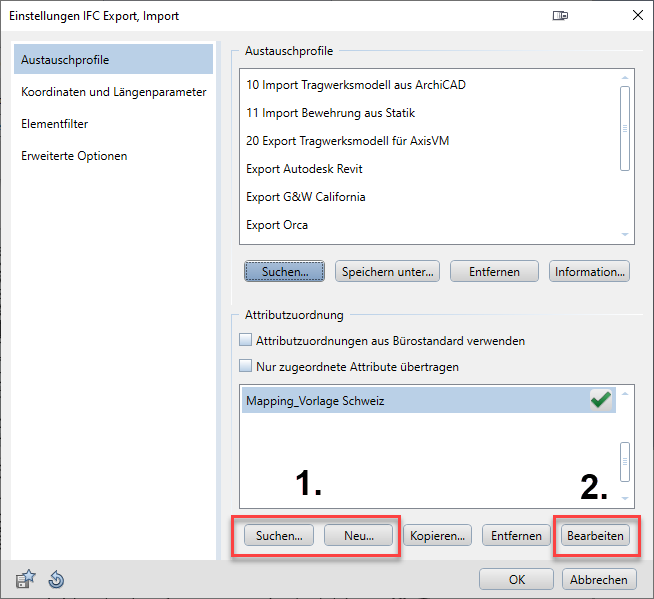 Einstellungen IFC Export, Import
Austauschprofile
Koordinaten und Längenparameter
Elementfilter
Erweiterte Optionen
Austauschprofile
10 Import Tragwerksmodell aus ArchiCAD
11 Import Bewehrung aus Statik
20 Export Tragwerksmodell für AxisVM
Export Autodesk Revit
Export G&W California
Export Orca
Suchen... Speichern unter... Entfernen Information...
Attributzuordnung
Attributzuordnungen aus Bürostandard verwenden
Nur zugeordnete Attribute übertragen
Mapping_Vorlage Schweiz
1. 2.
Suchen... Neu... Kopieren... Entfernen Bearbeiten
OK Abbrechen